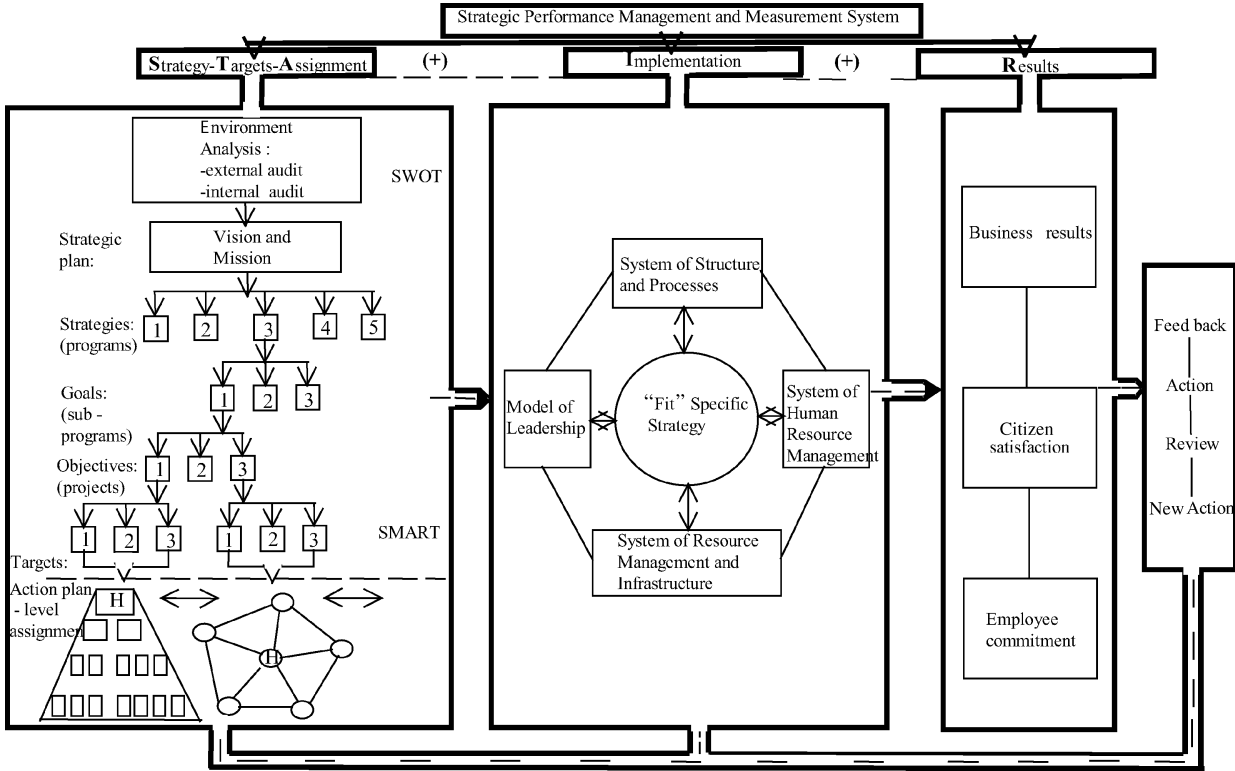 Strategic Performance Management and Measurement System
Strategy-Targets-Assignment
(+)
Implementation
(+)
Results
Environment
Analysis :
-external audit
-internal audit
SWOT
Strategic
plan:
Vision and
Mission
Strategies:
(programs)
1 2 3 4 5
Goals:
(sub -
programs)
1 2 3
Objectives:
(projects)
1 2 3
1 2 3 1 2 3
SMART
Targets:
Action plan
- level
assignmen
H
H
System of Structure
and Processes
Model of
Leadership
“Fit” Specific
Strategy
System of
Human
Resource
Management
System of Resource
Management and
Infrastructure
Business results
Citizen
satisfaction
Employee
commitment
Feed back
Action
Review
New Action